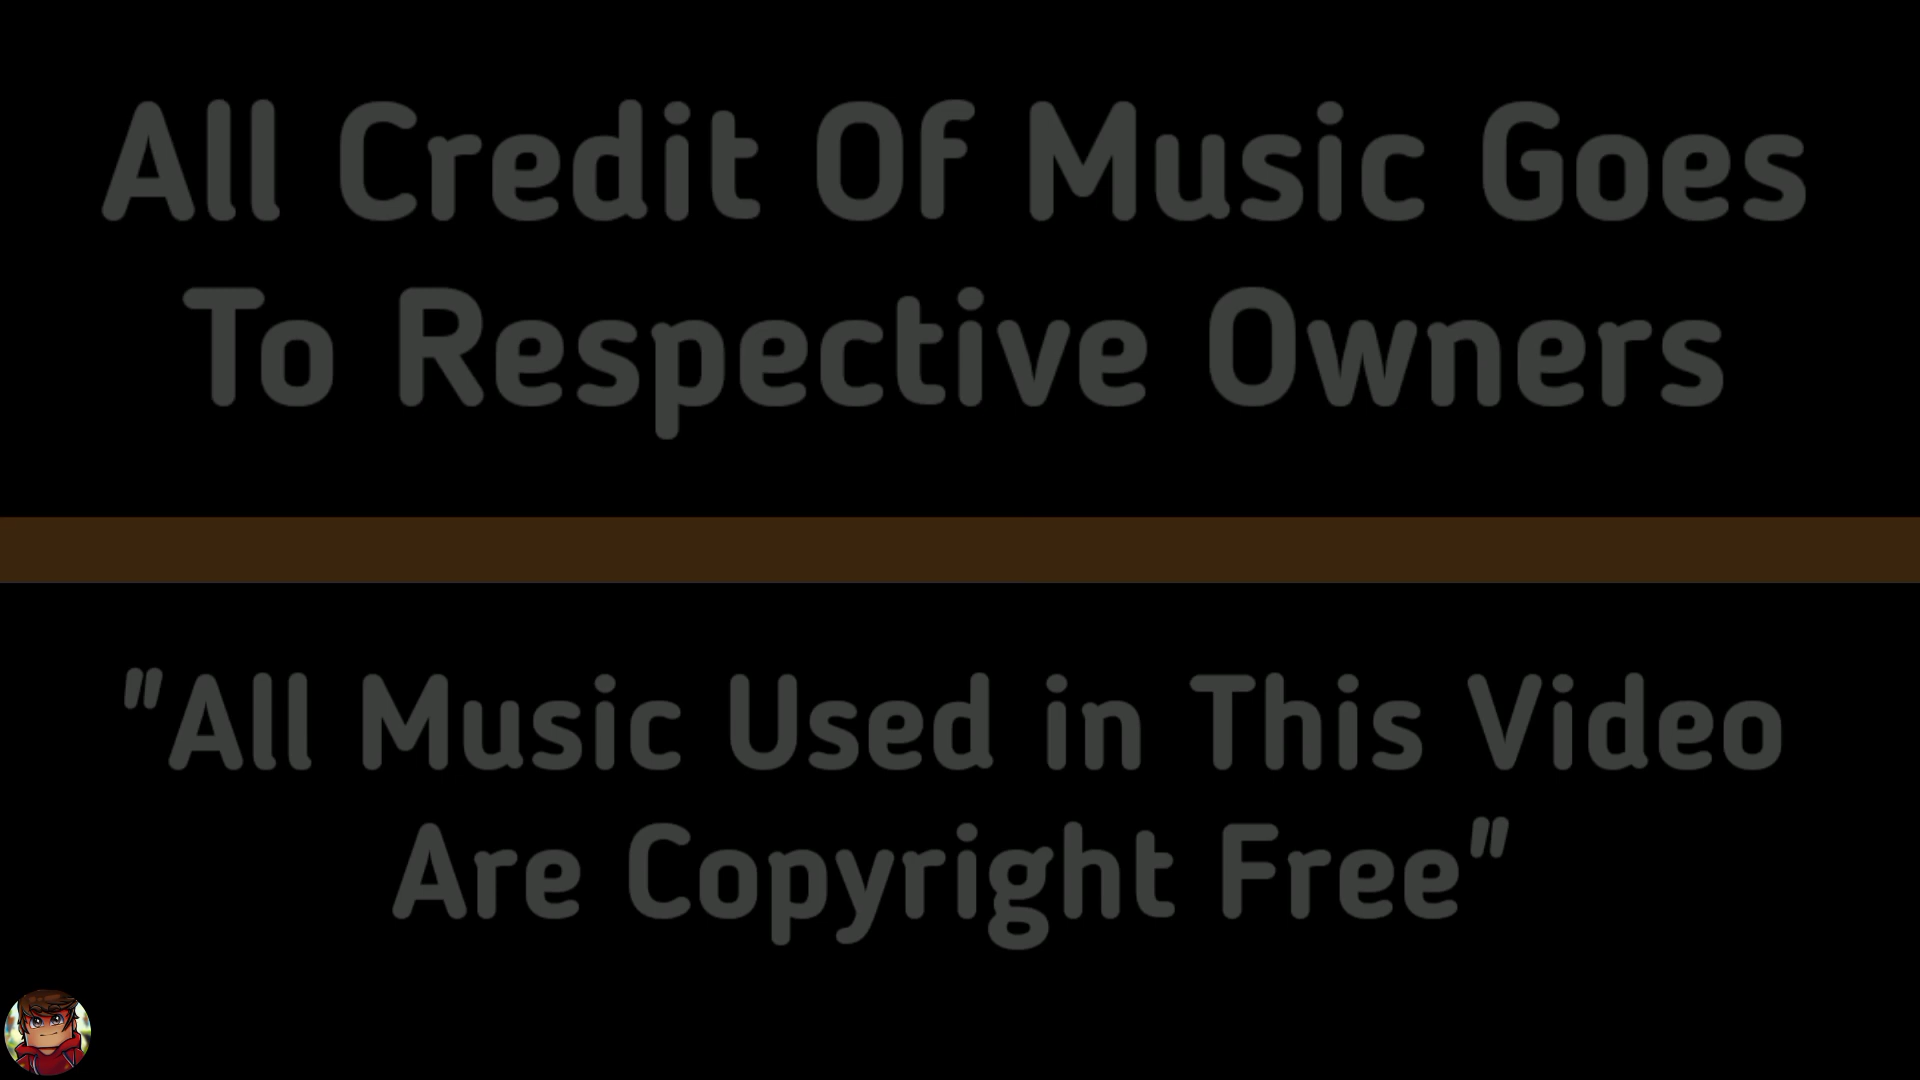 All Credit Of Music Goes
To Respective Owners
"All Music Used in This Video
Are Copyright Free"